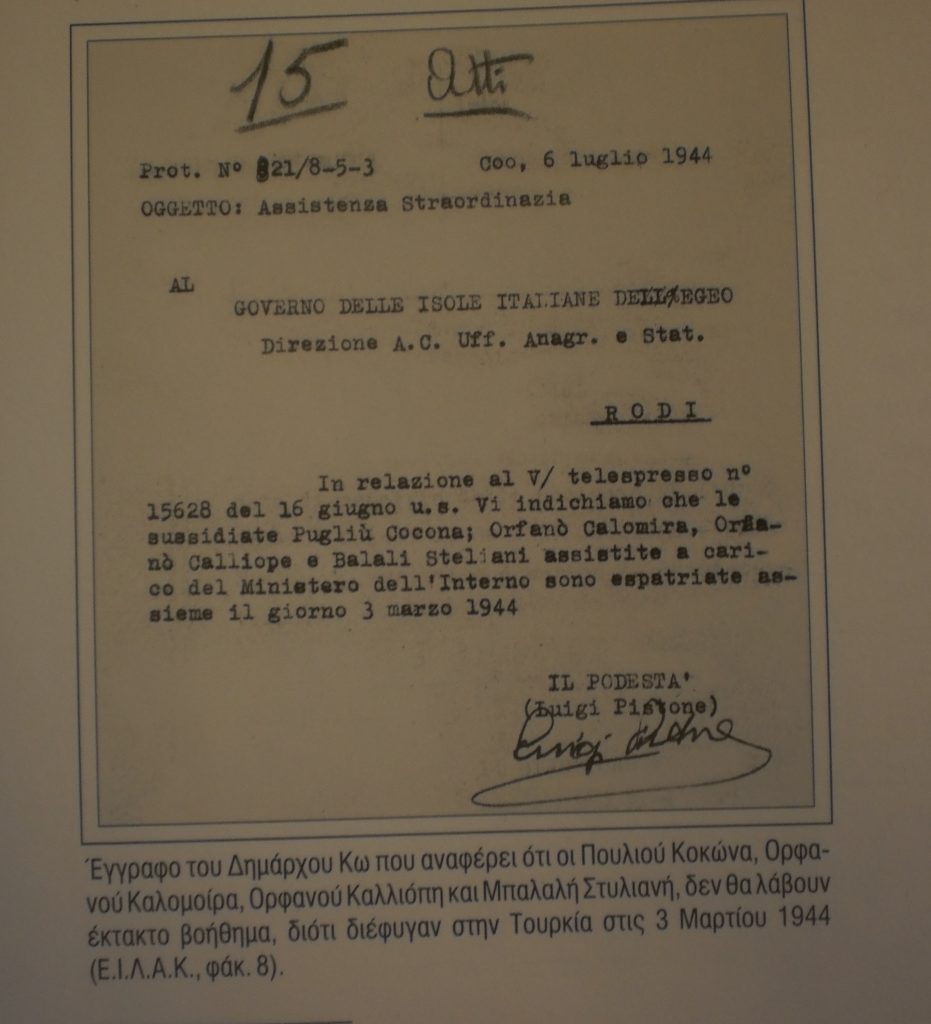 15 Atti
Prot. N° 821/8-5-3 Coo, 6 luglio 1944
OGGETTO: Assistenza Straordinazia
AL
GOVERNO DELLE ISOLE ITALIANE DELL'EGEO
Direzione A.C. Uff. Anagr. e Stat.
R O D I
In relazione al V/ telespresso n°
15628 del 16 giugno u.s. Vi indichiamo che le
sussidiate Pugliù Cocona; Orfanò Calomira, Orfa-
nò Calliope e Balali Steliani assistite a cari-
co del Ministero dell'Interno sono espatriate as-
sieme il giorno 3 marzo 1944
IL PODESTA'
(Luigi Pistone)
Luigi Pistone
Έγγραφο του Δημάρχου Κω που αναφέρει ότι οι Πουλιού Κοκώνα, Ορφα-
νού Καλομοίρα, Ορφανού Καλλιόπη και Μπαλαλή Στυλιανή, δεν θα λάβουν
έκτακτο βοήθημα, διότι διέφυγαν στην Τουρκία στις 3 Μαρτίου 1944
(Ε.Ι.Λ.Α.Κ., φάκ. 8).